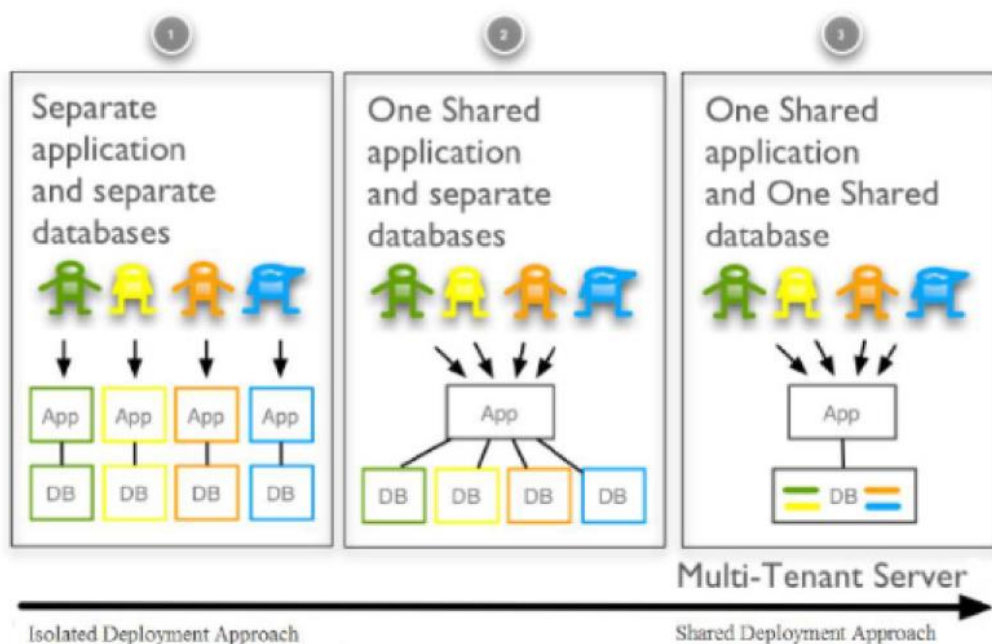 1
Separate
application
and separate
databases
App App App App
DB DB DB DB
2
One Shared
application
and separate
databases
App
DB DB DB DB
3
One Shared
application
and One Shared
database
App
DB
Multi-Tenant Server
Isolated Deployment Approach
Shared Deployment Approach